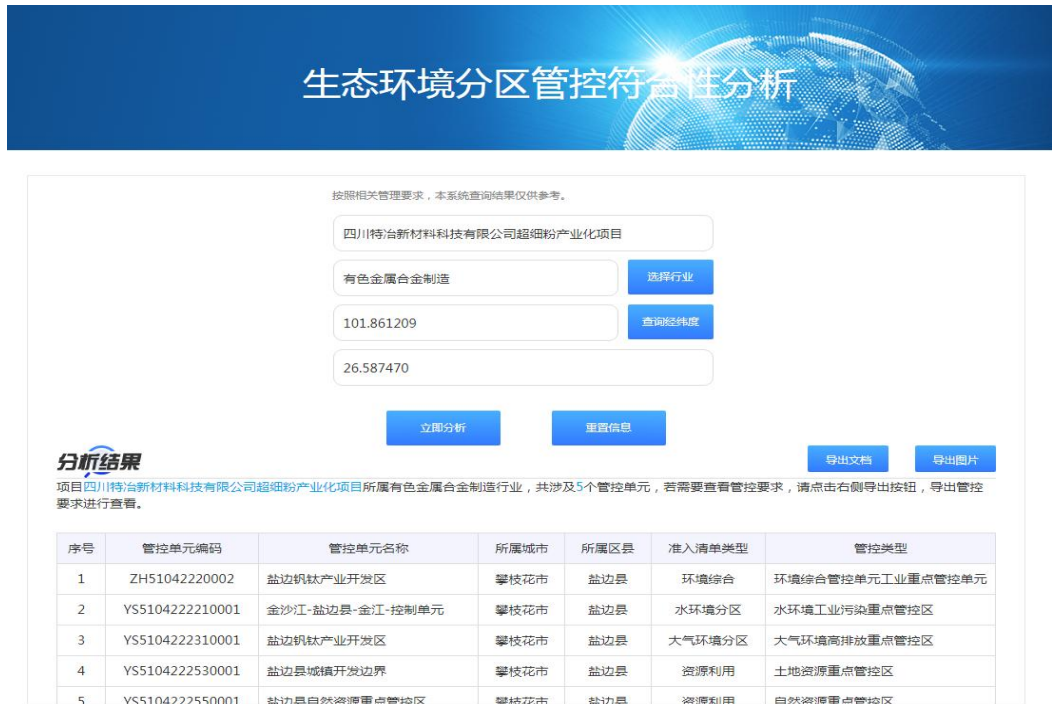 生态环境分区管控符合性分析
按照相关管理要求，本系统查询结果仅供参考。
四川特冶新材料科技有限公司超细粉产业化项目
有色金属合金制造 选择行业
101.861209 查询经纬度
26.587470
立即分析 重置信息
分析结果 导出文档 导出图片
项目四川特冶新材料科技有限公司超细粉产业化项目所属有色金属合金制造行业，共涉及5个管控单元，若需要查看管控要求，请点击右侧导出按钮，导出管控
要求进行查看。
序号 管控单元编码 管控单元名称 所属城市 所属区县 准入清单类型 管控类型
1 ZH51042220002 盐边钒钛产业开发区 攀枝花市 盐边县 环境综合 环境综合管控单元工业重点管控单元
2 YS5104222210001 金沙江-盐边县-金江-控制单元 攀枝花市 盐边县 水环境分区 水环境工业污染重点管控区
3 YS5104222310001 盐边钒钛产业开发区 攀枝花市 盐边县 大气环境分区 大气环境高排放重点管控区
4 YS5104222530001 盐边县城镇开发边界 攀枝花市 盐边县 资源利用 土地资源重点管控区
5 YS5104222550001 盐边县自然资源重点管控区 攀枝花市 盐边县 资源利用 自然资源重点管控区